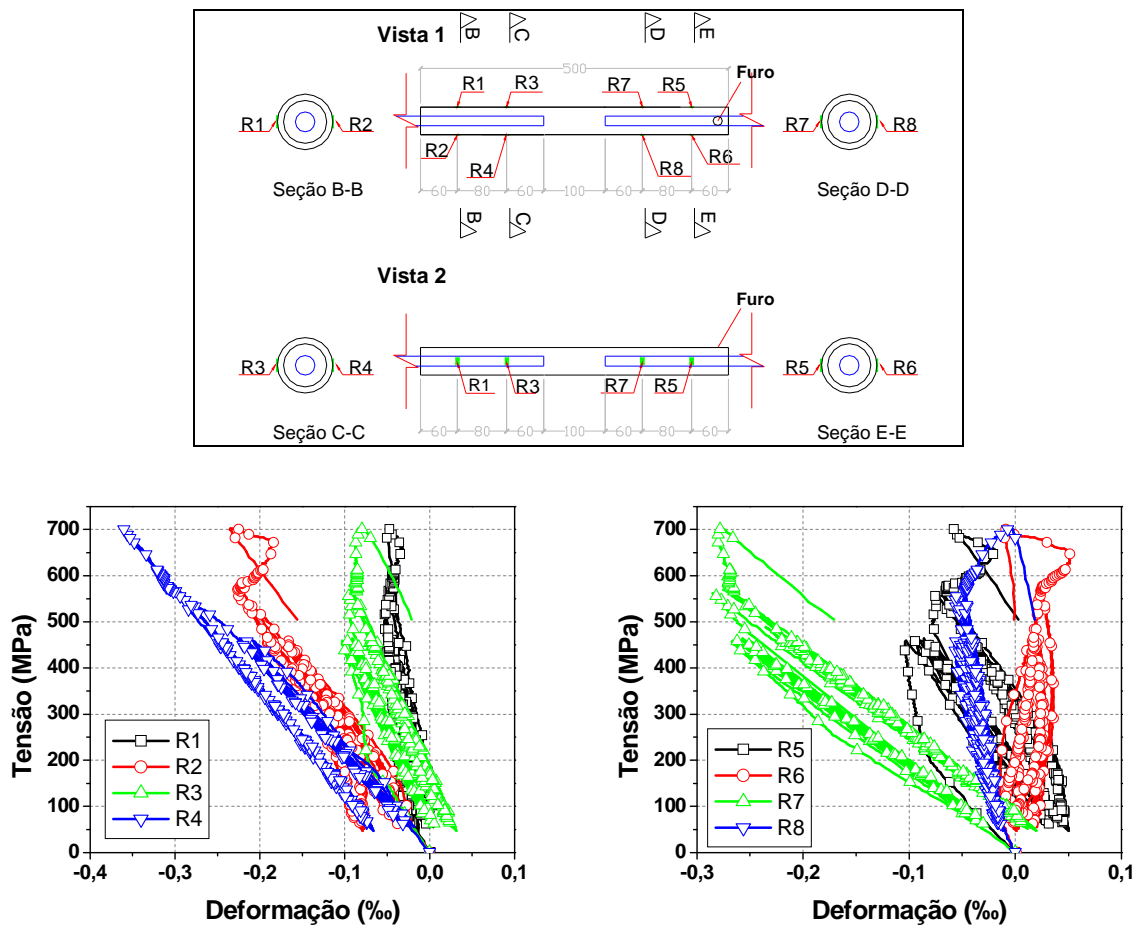 Vista 1
B C D E
500
Furo
R1 R3 R7 R5
R1 R2
R7 R8
R2 R4 R8 R6
60 80 60 100 60 80 60
Seção B-B
Seção D-D
B C D E
Vista 2
Furo
R3 R4
R5 R6
R1 R3 R7 R5
60 80 60 100 60 80 60
Seção C-C
Seção E-E
Tensão (MPa)
700
600
500
400
300
200
100
0
R1
R2
R3
R4
-0,4 -0,3 -0,2 -0,1 0,0 0,1
Deformação (‰)
Tensão (MPa)
700
600
500
400
300
200
100
0
R5
R6
R7
R8
-0,3 -0,2 -0,1 0,0 0,1
Deformação (‰)